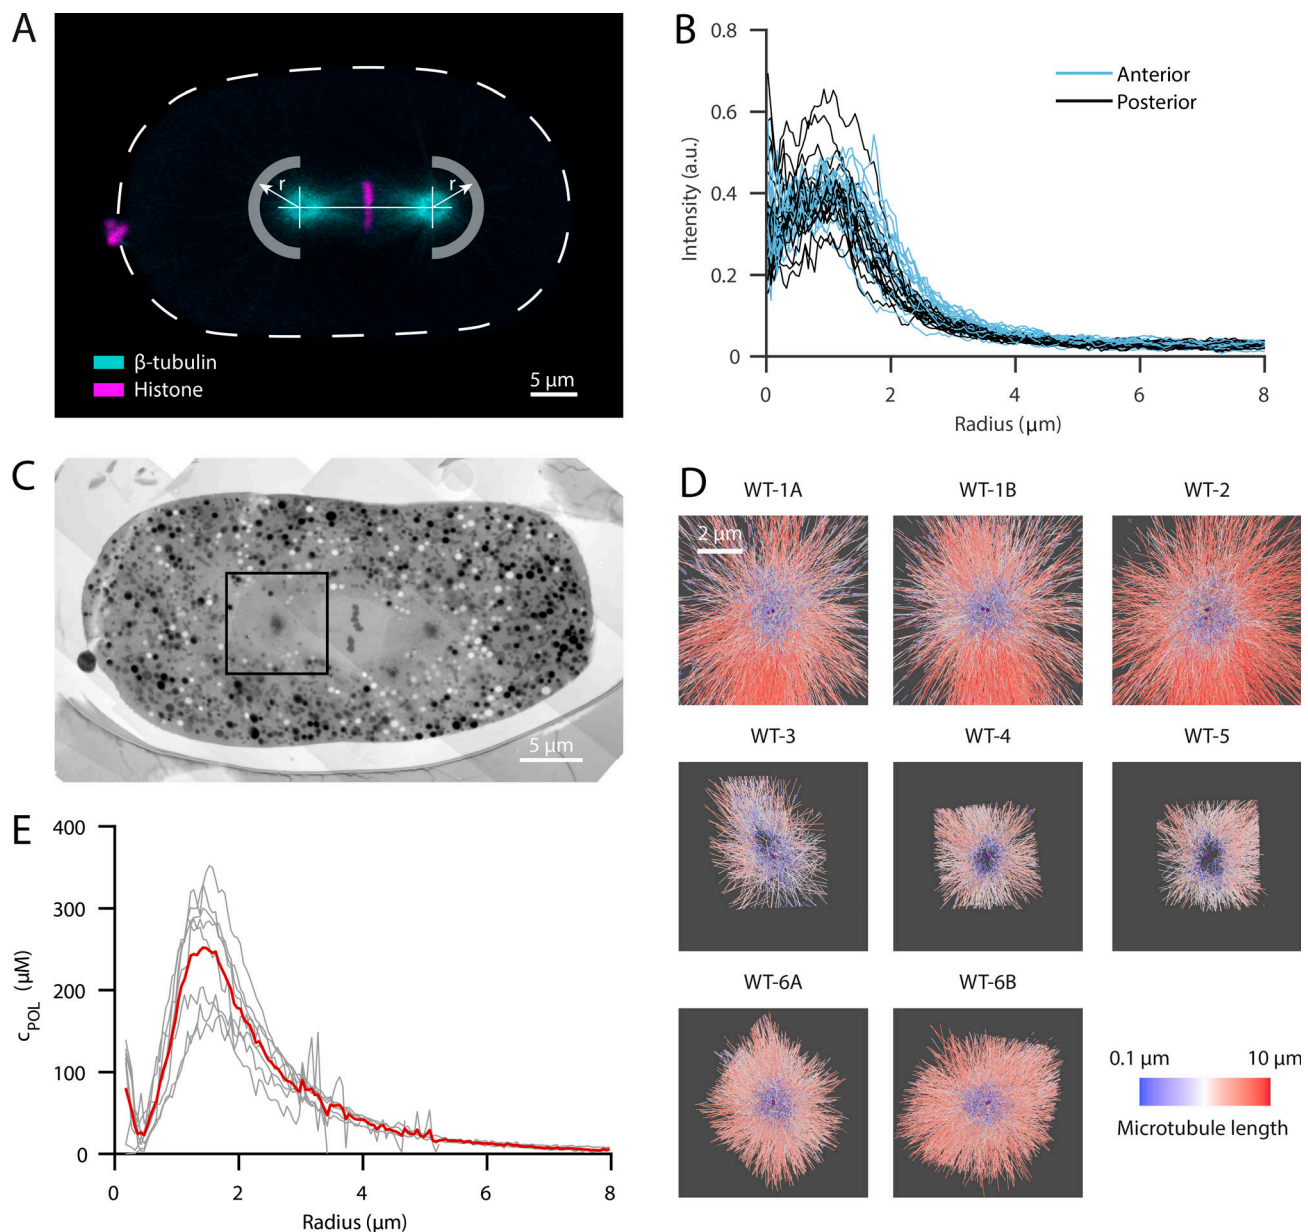 A
r
r
β-tubulin
Histone
5 μm
B
0.8
0.6
0.4
0.2
0
Intensity (a.u.)
Anterior
Posterior
0 2 4 6 8
Radius (μm)
C
5 μm
D
WT-1A WT-1B WT-2
2 μm
WT-3 WT-4 WT-5
WT-6A WT-6B
0.1 μm 10 μm
Microtubule length
E
400
300
200
100
0
cPOL (μM)
0 2 4 6 8
Radius (μm)